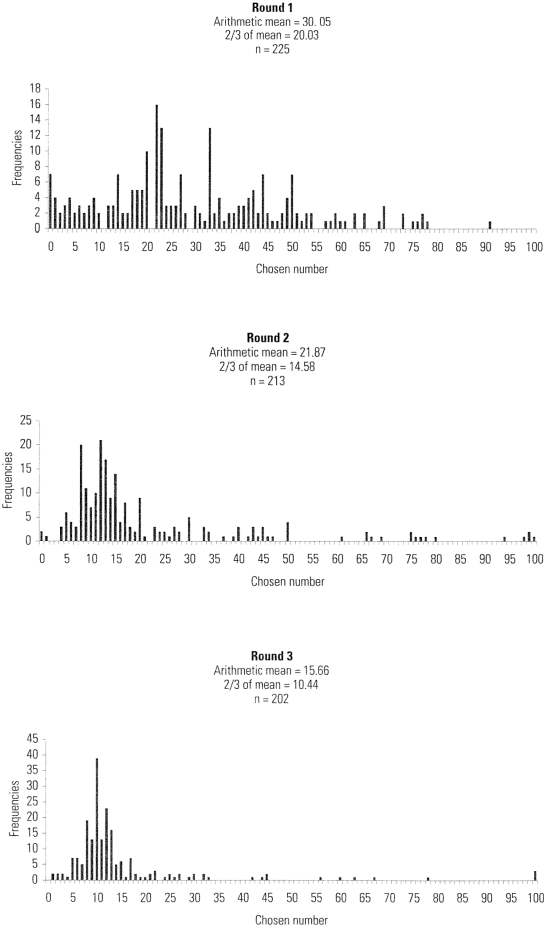 Round 1
Arithmetic mean = 30. 05
2/3 of mean = 20.03
n = 225
18
16
14
12
10
8
6
4
2
0
Frequencies
0 5 10 15 20 25 30 35 40 45 50 55 60 65 70 75 80 85 90 95 100
Chosen number
Round 2
Arithmetic mean = 21.87
2/3 of mean = 14.58
n = 213
25
20
15
10
5
0
Frequencies
0 5 10 15 20 25 30 35 40 45 50 55 60 65 70 75 80 85 90 95 100
Chosen number
Round 3
Arithmetic mean = 15.66
2/3 of mean = 10.44
n = 202
45
40
35
30
25
20
15
10
5
0
Frequencies
0 5 10 15 20 25 30 35 40 45 50 55 60 65 70 75 80 85 90 95 100
Chosen number